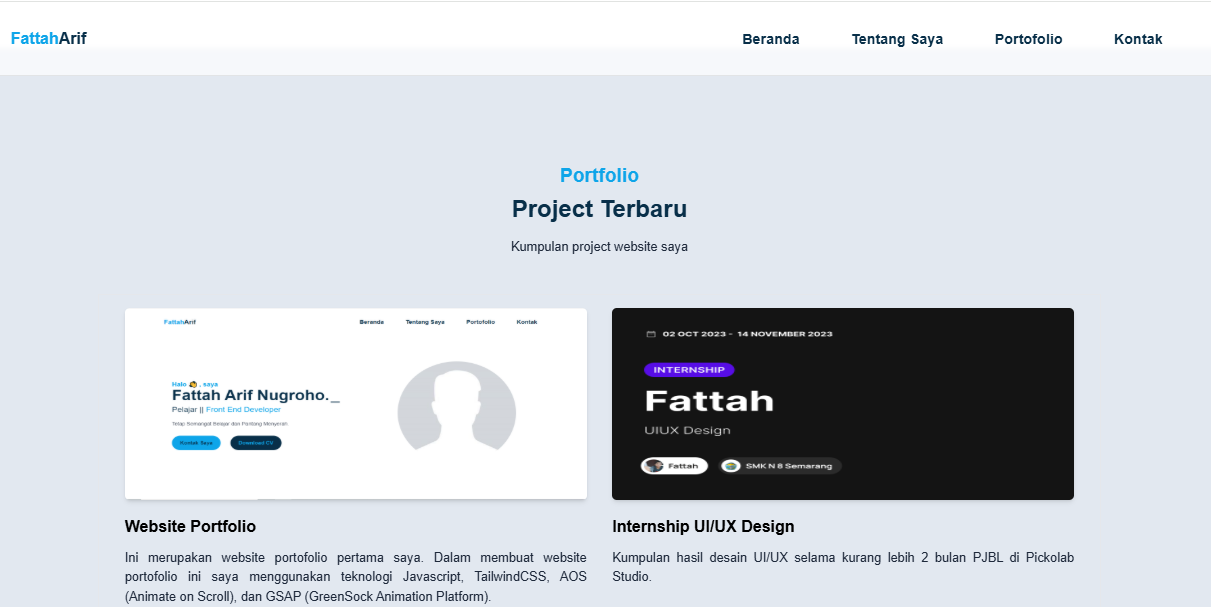 FattahArif
Beranda Tentang Saya Portofolio Kontak
Portfolio
Project Terbaru
Kumpulan project website saya
FattahArif
Beranda Tentang Saya Portofolio Kontak
Halo , saya
Fattah Arif Nugroho._
Pelajar || Front End Developer
Tetap Semangat Belajar dan Pantang Menyerah
Kontak Saya Download CV
Website Portfolio
Ini merupakan website portofolio pertama saya. Dalam membuat website
portofolio ini saya menggunakan teknologi Javascript, TailwindCSS, AOS
(Animate on Scroll), dan GSAP (GreenSock Animation Platform).
02 OCT 2023 - 14 NOVEMBER 2023
INTERNSHIP
Fattah
UIUX Design
Fattah SMK N 8 Semarang
Internship UI/UX Design
Kumpulan hasil desain UI/UX selama kurang lebih 2 bulan PJBL di Pickolab
Studio.